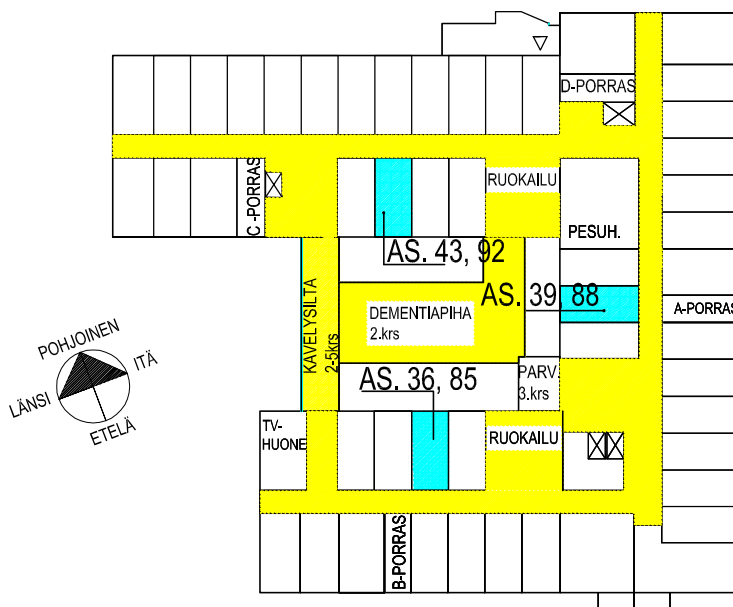 D-PORRAS
C -PORRAS
RUOKAILU
PESUH.
AS. 43, 92
AS. 39, 88
DEMENTIAPIHA
2.krs
A-PORRAS
KÄVELYSILTA
2-5krs
POHJOINEN
ITÄ
LÄNSI
ETELÄ
AS. 36, 85
PARV.
3.krs
TV-
HUONE
RUOKAILU
B-PORRAS